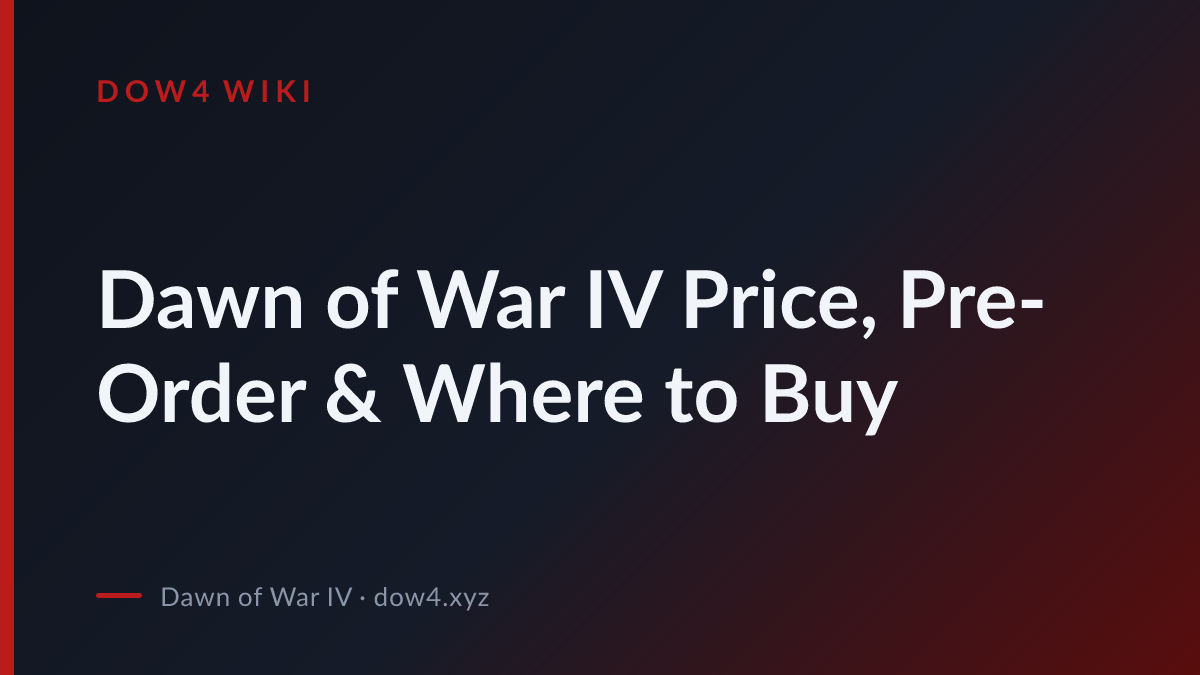 DOW4 WIKI
Dawn of War IV Price, Pre-
Order & Where to Buy
Dawn of War IV · dow4.xyz